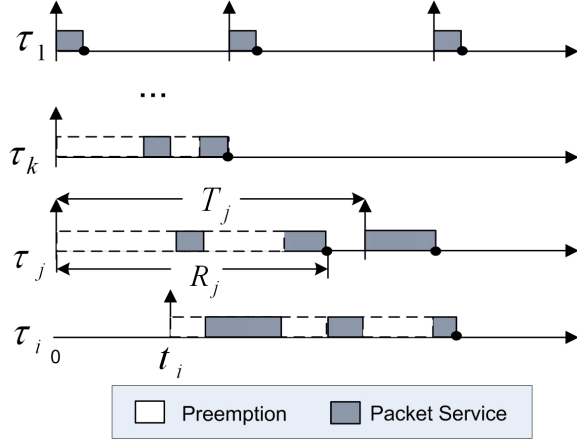 τ1
...
τk
Tj
τj
Rj
τi
0
ti
Preemption
Packet Service